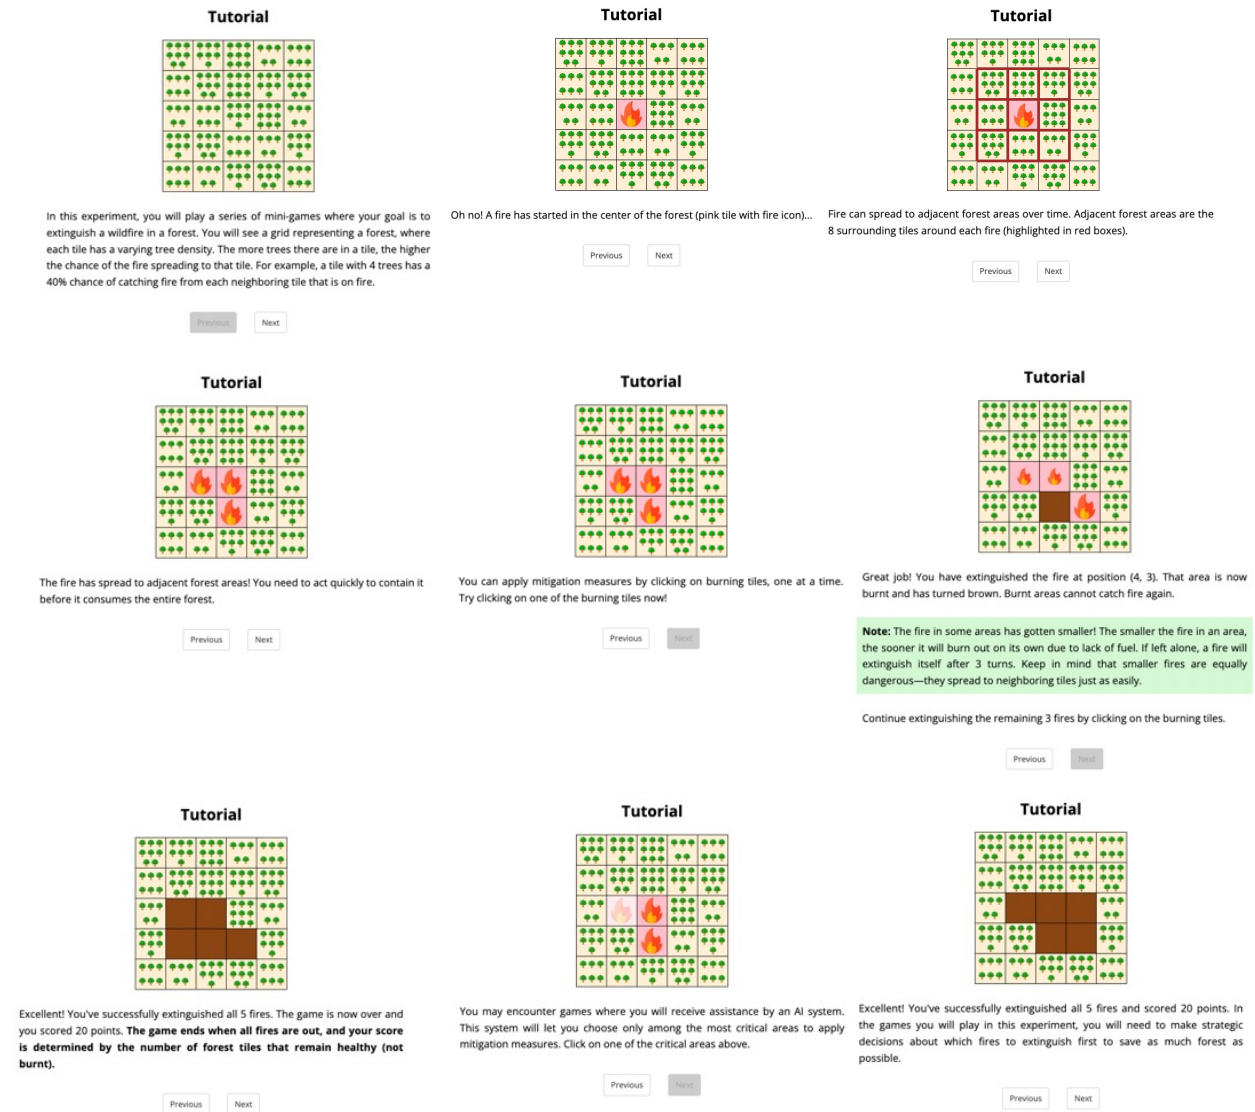 Tutorial
In this experiment, you will play a series of mini-games where your goal is to
extinguish a wildfire in a forest. You will see a grid representing a forest, where
each tile has a varying tree density. The more trees there are in a tile, the higher
the chance of the fire spreading to that tile. For example, a tile with 4 trees has a
40% chance of catching fire from each neighboring tile that is on fire.
Previous
Next
Tutorial
Oh no! A fire has started in the center of the forest (pink tile with fire icon)...
Previous
Next
Tutorial
Fire can spread to adjacent forest areas over time. Adjacent forest areas are the
8 surrounding tiles around each fire (highlighted in red boxes).
Previous
Next
Tutorial
The fire has spread to adjacent forest areas! You need to act quickly to contain it
before it consumes the entire forest.
Previous
Next
Tutorial
You can apply mitigation measures by clicking on burning tiles, one at a time.
Try clicking on one of the burning tiles now!
Previous
Next
Tutorial
Great job! You have extinguished the fire at position (4, 3). That area is now
burnt and has turned brown. Burnt areas cannot catch fire again.
Note: The fire in some areas has gotten smaller! The smaller the fire in an area,
the sooner it will burn out on its own due to lack of fuel. If left alone, a fire will
extinguish itself after 3 turns. Keep in mind that smaller fires are equally
dangerous—they spread to neighboring tiles just as easily.
Continue extinguishing the remaining 3 fires by clicking on the burning tiles.
Previous
Next
Tutorial
Excellent! You've successfully extinguished all 5 fires. The game is now over and
you scored 20 points. The game ends when all fires are out, and your score
is determined by the number of forest tiles that remain healthy (not
burnt).
Previous
Next
Tutorial
You may encounter games where you will receive assistance by an AI system.
This system will let you choose only among the most critical areas to apply
mitigation measures. Click on one of the critical areas above.
Previous
Next
Tutorial
Excellent! You've successfully extinguished all 5 fires and scored 20 points. In
the games you will play in this experiment, you will need to make strategic
decisions about which fires to extinguish first to save as much forest as
possible.
Previous
Next